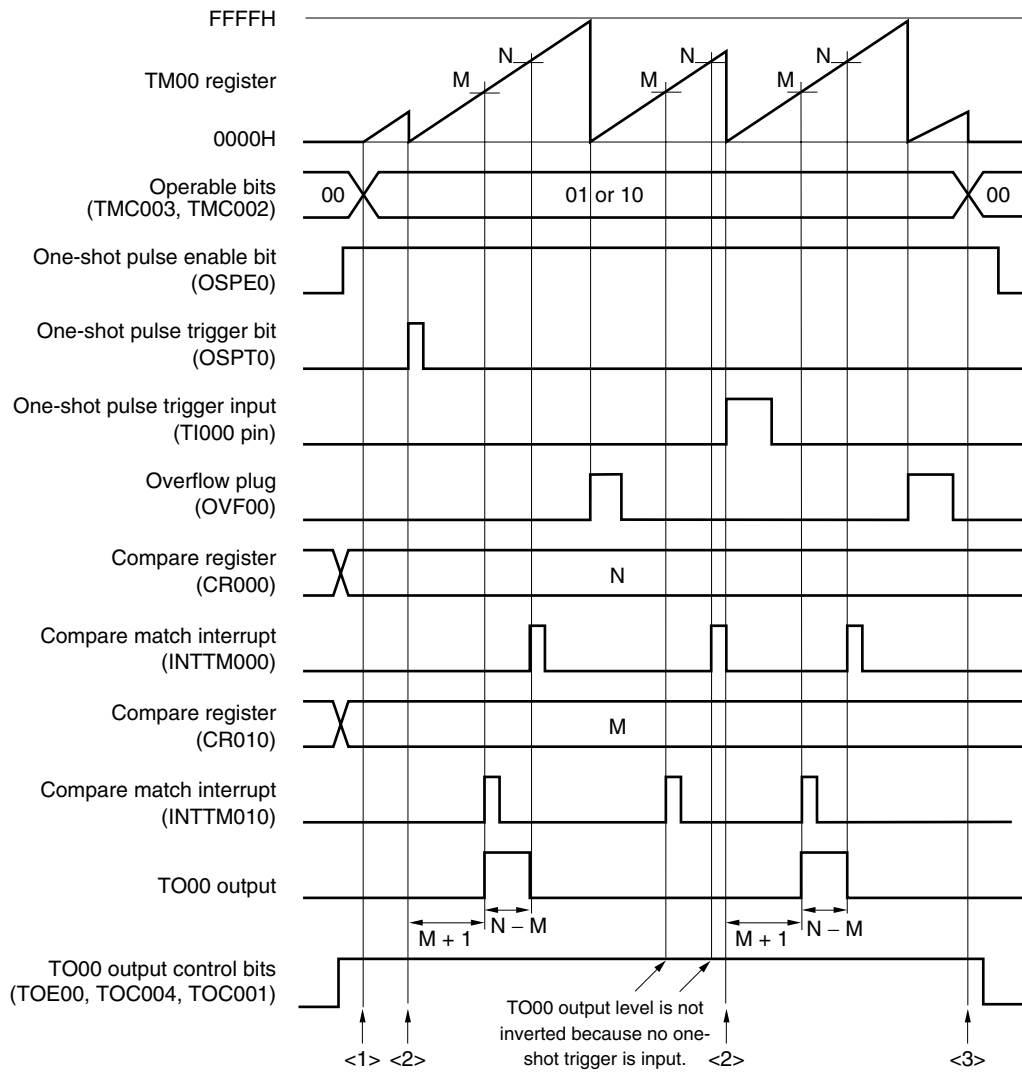 FFFFH
N
N
N
TM00 register
M
M
M
0000H
Operable bits
(TMC003, TMC002)
00
01 or 10
00
One-shot pulse enable bit
(OSPE0)
One-shot pulse trigger bit
(OSPT0)
One-shot pulse trigger input
(TI000 pin)
Overflow plug
(OVF00)
Compare register
(CR000)
N
Compare match interrupt
(INTTM000)
Compare register
(CR010)
M
Compare match interrupt
(INTTM010)
TO00 output
M + 1
N – M
M + 1
N – M
TO00 output control bits
(TOE00, TOC004, TOC001)
TO00 output level is not
inverted because no one-
shot trigger is input.
<1>
<2>
<2>
<3>